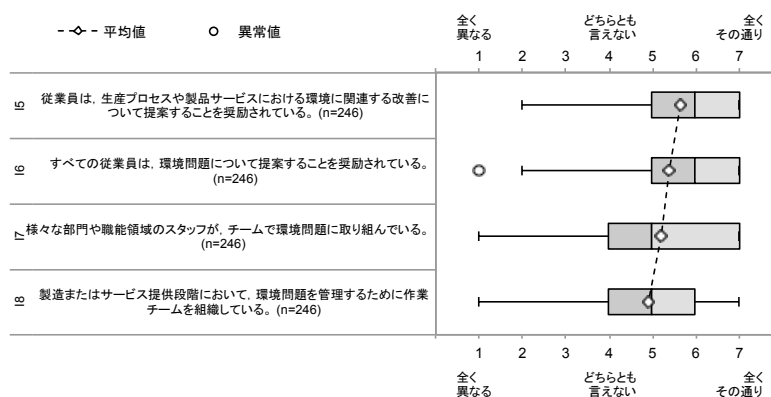 平均値
異常値
全く
異なる
どちらとも
言えない
全く
その通り
1 2 3 4 5 6 7
I5
従業員は，生産プロセスや製品サービスにおける環境に関連する改善に
ついて提案することを奨励されている。(n=246)
I6
すべての従業員は，環境問題について提案することを奨励されている。
(n=246)
I7
様々な部門や職能領域のスタッフが，チームで環境問題に取り組んでいる。
(n=246)
I8
製造またはサービス提供段階において，環境問題を管理するために作業
チームを組織している。(n=246)
1 2 3 4 5 6 7
全く
異なる
どちらとも
言えない
全く
その通り